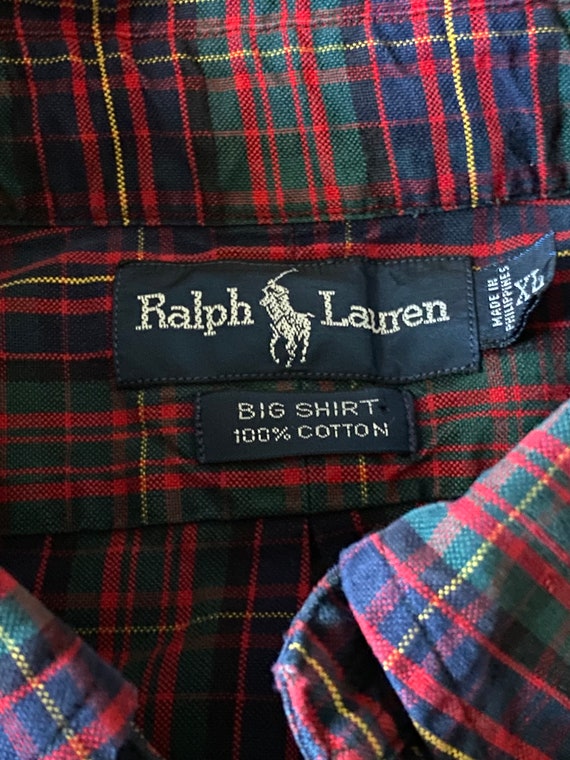 Ralph Lauren
MADE IN
PHILIPPINES
XL
BIG SHIRT
100% COTTON